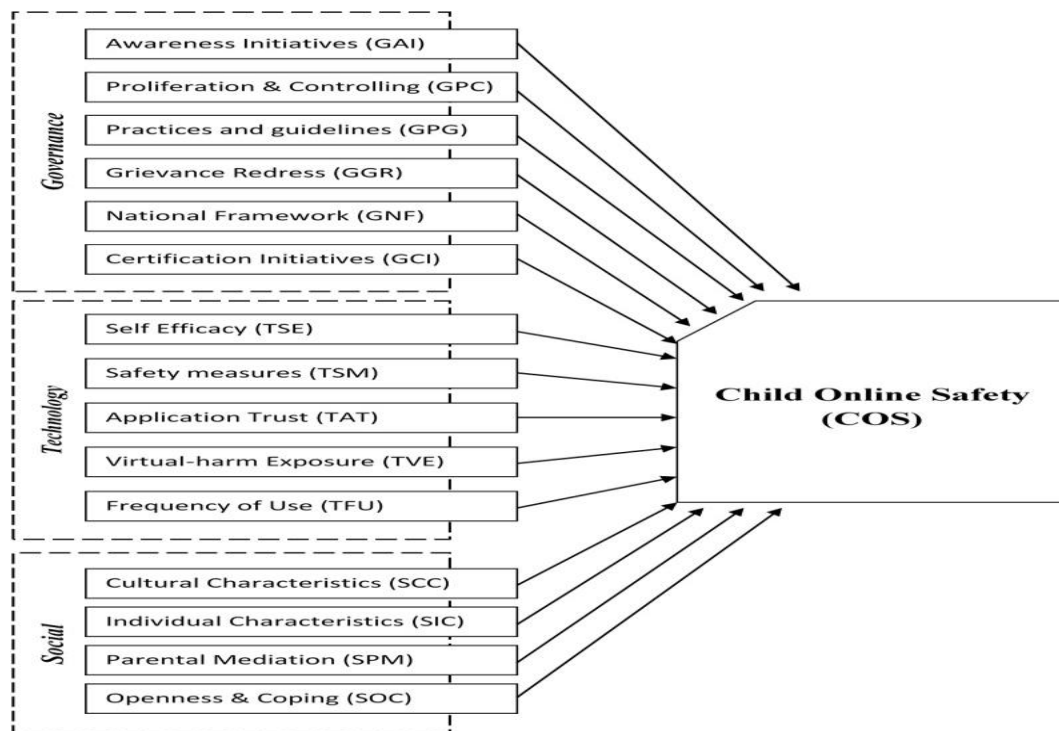 Governance
Awareness Initiatives (GAI)
Proliferation & Controlling (GPC)
Practices and guidelines (GPG)
Grievance Redress (GGR)
National Framework (GNF)
Certification Initiatives (GCI)
Technology
Self Efficacy (TSE)
Safety measures (TSM)
Application Trust (TAT)
Virtual-harm Exposure (TVE)
Frequency of Use (TFU)
Social
Cultural Characteristics (SCC)
Individual Characteristics (SIC)
Parental Mediation (SPM)
Openness & Coping (SOC)
Child Online Safety
(COS)